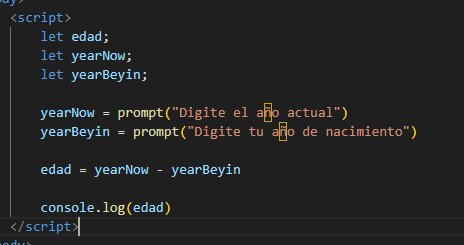 <script>
let edad;
let yearNow;
let yearBeyin;
yearNow = prompt("Digite el año actual")
yearBeyin = prompt("Digite tu año de nacimiento")
edad = yearNow - yearBeyin
console.log(edad)
</script>